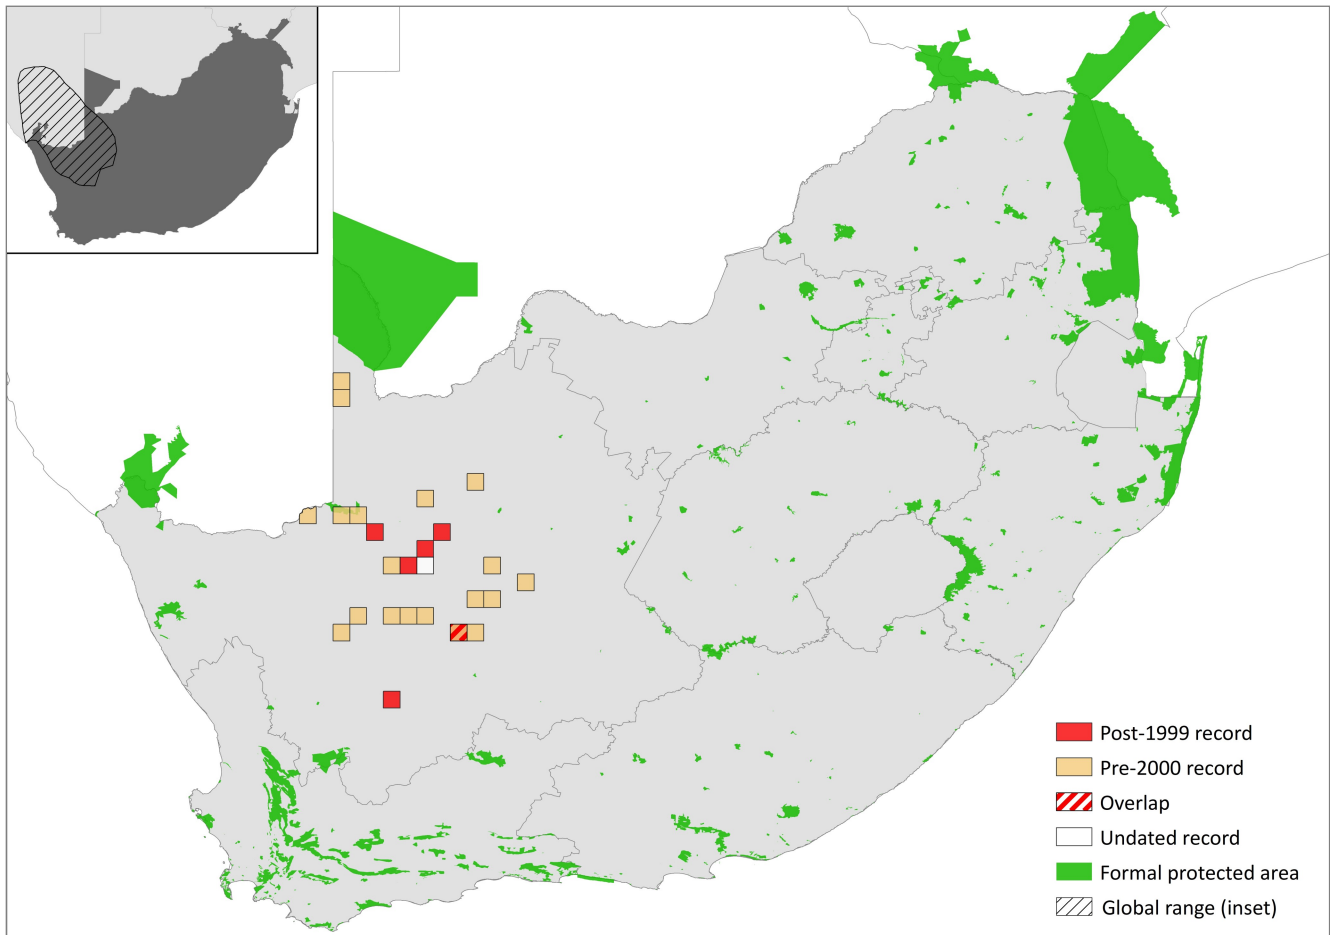 Post-1999 record
Pre-2000 record
Overlap
Undated record
Formal protected area
Global range (inset)